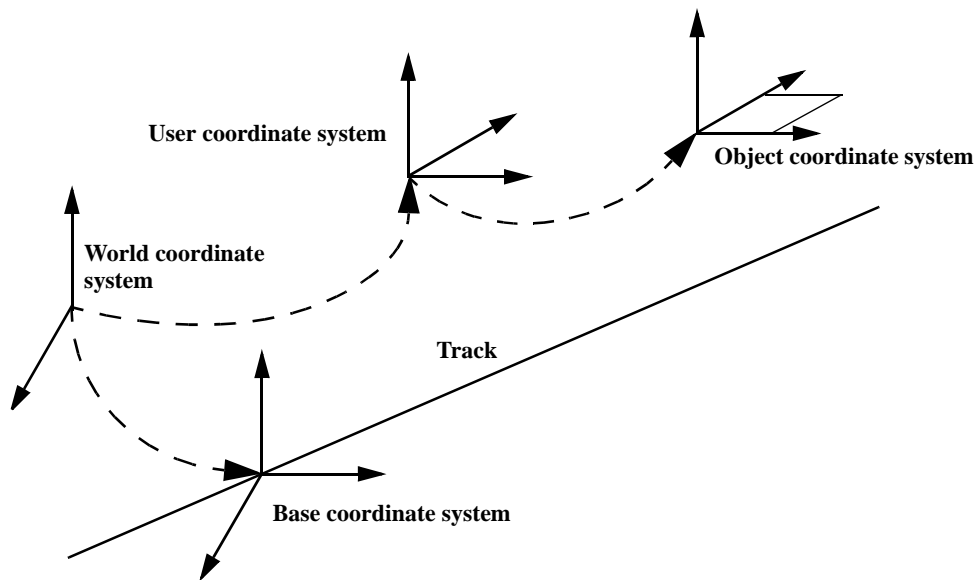 User coordinate system
Object coordinate system
World coordinate
system
Track
Base coordinate system